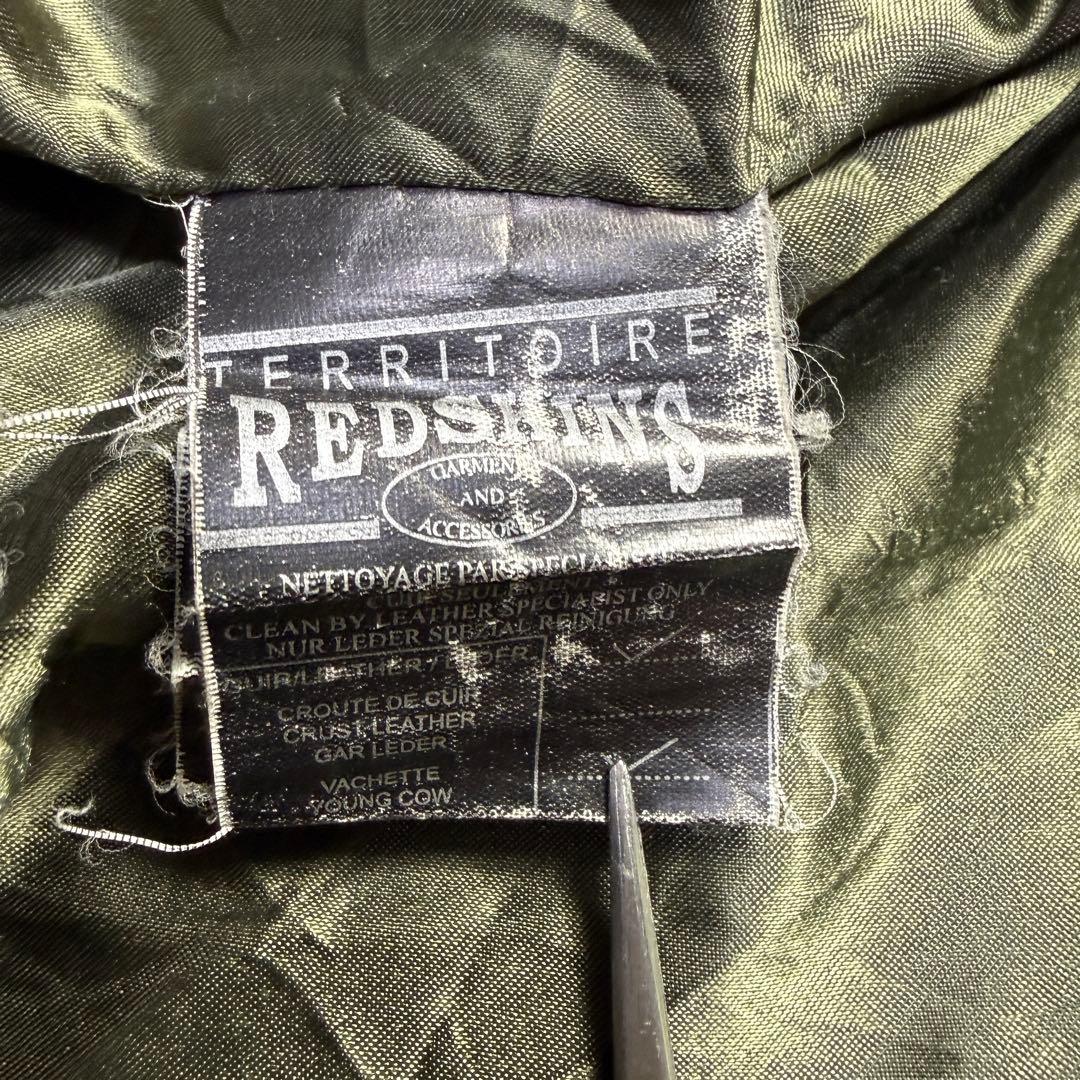 TERRITOIRE
REDSKINS
GARMENTS
AND
ACCESSORIES
NETTOYAGE PAR SPECIALISTE
CUIR SEULEMENT
CLEAN BY LEATHER SPECIALIST ONLY
NUR LEDER SPEZIAL REINIGUNG
CUIR/LEATHER/LEDER
CROUTE DE CUIR
CRUST LEATHER
GAR LEDER
VACHETTE
YOUNG COW